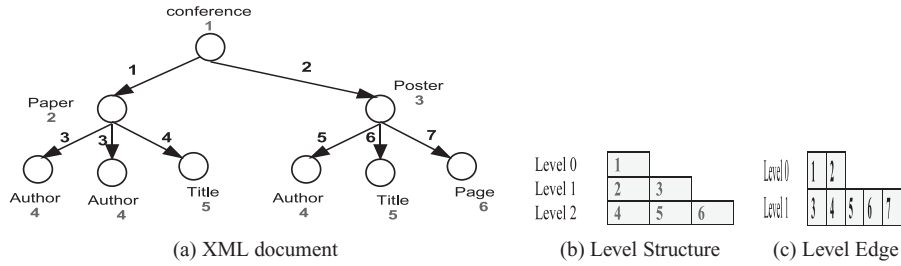 conference
1
1 2
Paper
2
Poster
3
3 3 4 5 6 7
Author
4
Author
4
Title
5
Author
4
Title
5
Page
6
(a) XML document
Level 0 1
Level 1 2 3
Level 2 4 5 6
(b) Level Structure
Level 0 1 2
Level 1 3 4 5 6 7
(c) Level Edge